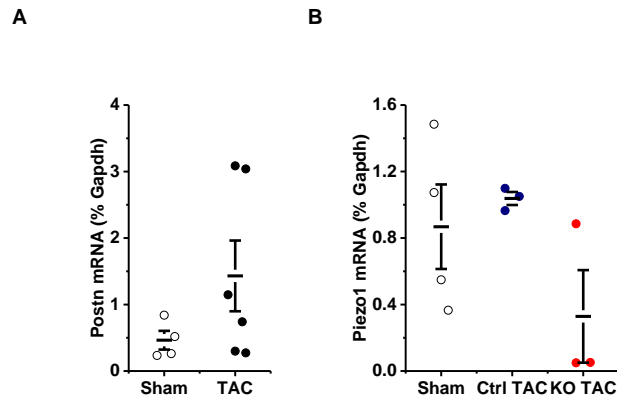 A
B
Postn mRNA (% Gapdh)
4
3
2
1
0
Sham TAC
Piezo1 mRNA (% Gapdh)
1.6
1.2
0.8
0.4
0.0
Sham Ctrl TAC KO TAC